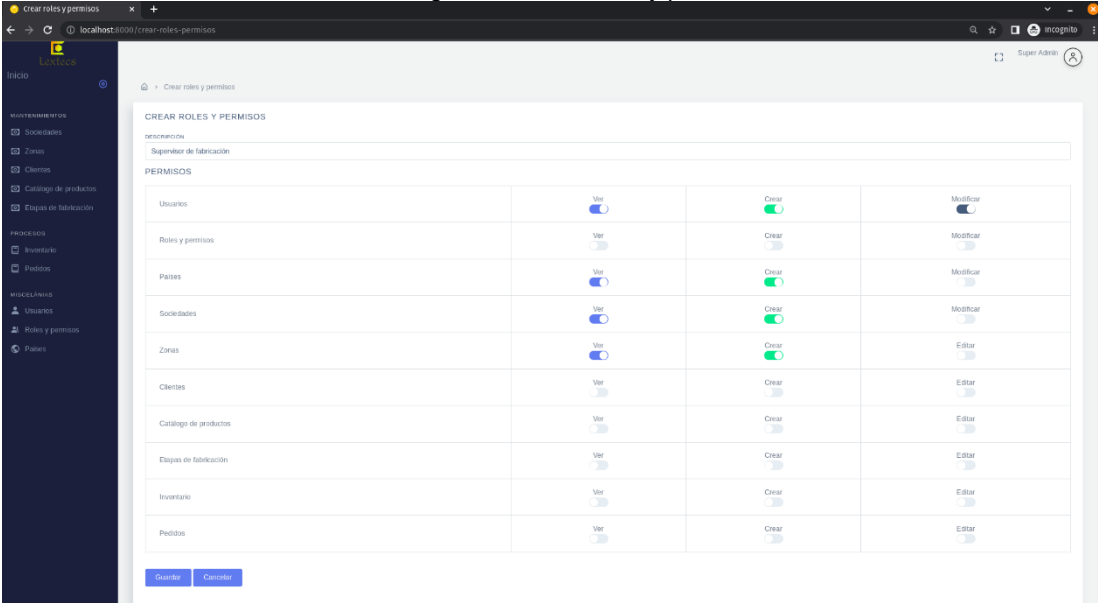 Crear roles y permisos
localhost:8000/crear-roles-permisos
Incognito
Lextecs
Super Admin
Inicio
Crear roles y permisos
MANTENIMIENTOS
Sociedades
Zonas
Clientes
Catálogo de productos
Etapas de fabricación
PROCESOS
Inventario
Pedidos
MISCELANIAS
Usuarios
Roles y permisos
Paises
CREAR ROLES Y PERMISOS
DESCRIPCIÓN
Supervisor de fabricación
PERMISOS
Usuarios Ver Crear Modificar
Roles y permisos Ver Crear Modificar
Paises Ver Crear Modificar
Sociedades Ver Crear Modificar
Zonas Ver Crear Editar
Clientes Ver Crear Editar
Catálogo de productos Ver Crear Editar
Etapas de fabricación Ver Crear Editar
Inventario Ver Crear Editar
Pedidos Ver Crear Editar
Guardar Cancelar